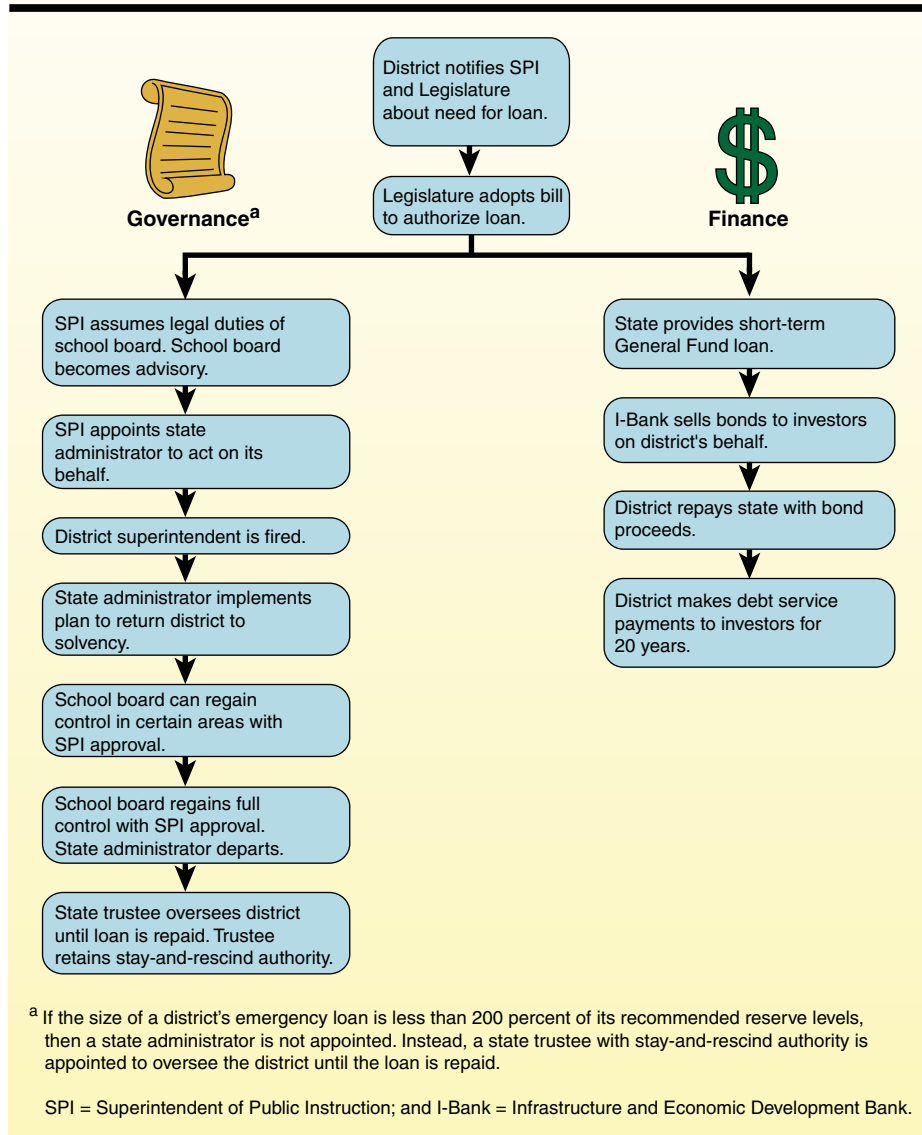 District notifies SPI
and Legislature
about need for loan.
Legislature adopts bill
to authorize loan.
Governancea
Finance
SPI assumes legal duties of
school board. School board
becomes advisory.
SPI appoints state
administrator to act on its
behalf.
District superintendent is fired.
State administrator implements
plan to return district to
solvency.
School board can regain
control in certain areas with
SPI approval.
School board regains full
control with SPI approval.
State administrator departs.
State trustee oversees district
until loan is repaid. Trustee
retains stay-and-rescind authority.
State provides short-term
General Fund loan.
I-Bank sells bonds to investors
on district's behalf.
District repays state with bond
proceeds.
District makes debt service
payments to investors for
20 years.
a If the size of a district’s emergency loan is less than 200 percent of its recommended reserve levels,
then a state administrator is not appointed. Instead, a state trustee with stay-and-rescind authority is
appointed to oversee the district until the loan is repaid.
SPI = Superintendent of Public Instruction; and I-Bank = Infrastructure and Economic Development Bank.